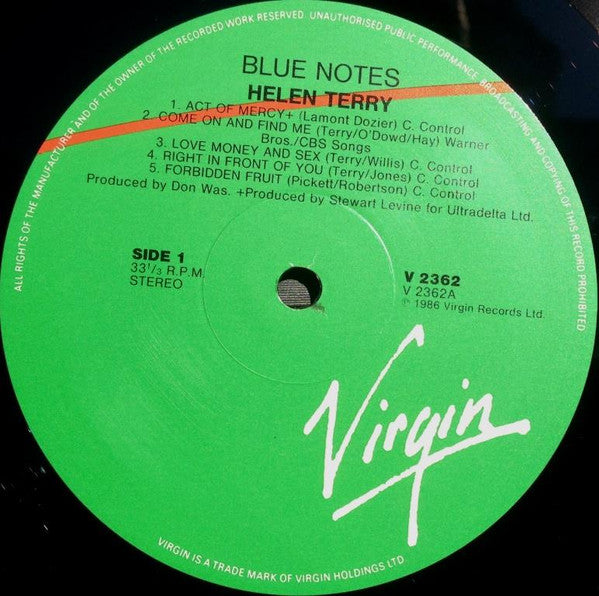 ALL RIGHTS OF THE MANUFACTURER AND OF THE OWNER OF THE RECORDED WORK RESERVED. UNAUTHORISED PUBLIC PERFORMANCE, BROADCASTING AND COPYING OF THIS RECORD PROHIBITED
BLUE NOTES
HELEN TERRY
1. ACT OF MERCY+ (Lamont Dozier) C. Control
2. COME ON AND FIND ME (Terry/O'Dowd/Hay) Warner
Bros./CBS Songs
3. LOVE MONEY AND SEX (Terry/Willis) C. Control
4. RIGHT IN FRONT OF YOU (Terry/Jones) C. Control
5. FORBIDDEN FRUIT (Pickett/Robertson) C. Control
Produced by Don Was. +Produced by Stewart Levine for Ultradelta Ltd.
SIDE 1
33 1/3 R.P.M.
STEREO
V 2362
V 2362A
℗ 1986 Virgin Records Ltd.
Virgin
VIRGIN IS A TRADE MARK OF VIRGIN HOLDINGS LTD